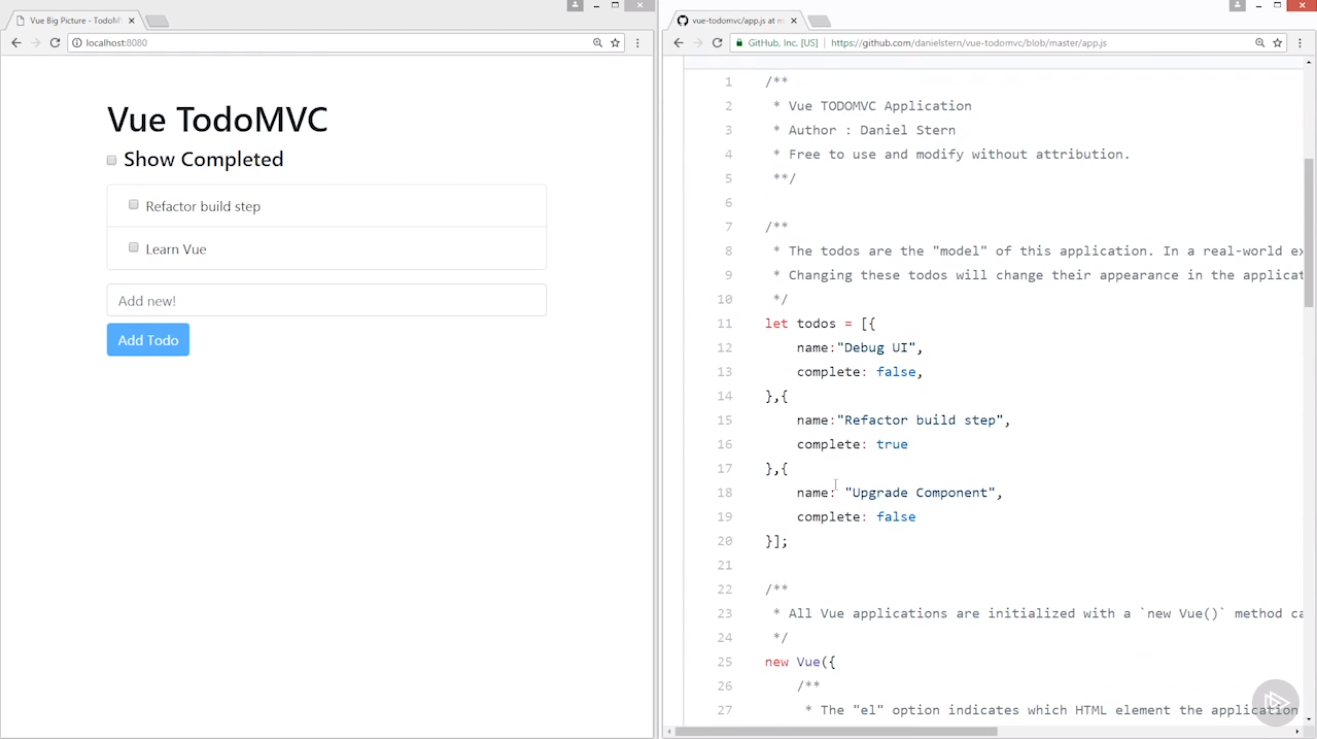 Vue Big Picture - TodoM
localhost:8080
Vue TodoMVC
Show Completed
Refactor build step
Learn Vue
Add new!
Add Todo
vue-todomvc/app.js at
GitHub, Inc. [US]
https://github.com/danielstern/vue-todomvc/blob/master/app.js
1 /**
2 * Vue TODOMVC Application
3 * Author : Daniel Stern
4 * Free to use and modify without attribution.
5 **/
6
7 /**
8 * The todos are the "model" of this application. In a real-world
9 * Changing these todos will change their appearance in the
10 */
11 let todos = [{
12 name:"Debug UI",
13 complete: false,
14 },{
15 name:"Refactor build step",
16 complete: true
17 },{
18 name: "Upgrade Component",
19 complete: false
20 }];
21
22 /**
23 * All Vue applications are initialized with a `new Vue()` method
24 */
25 new Vue({
26 /**
27 * The "el" option indicates which HTML element the application